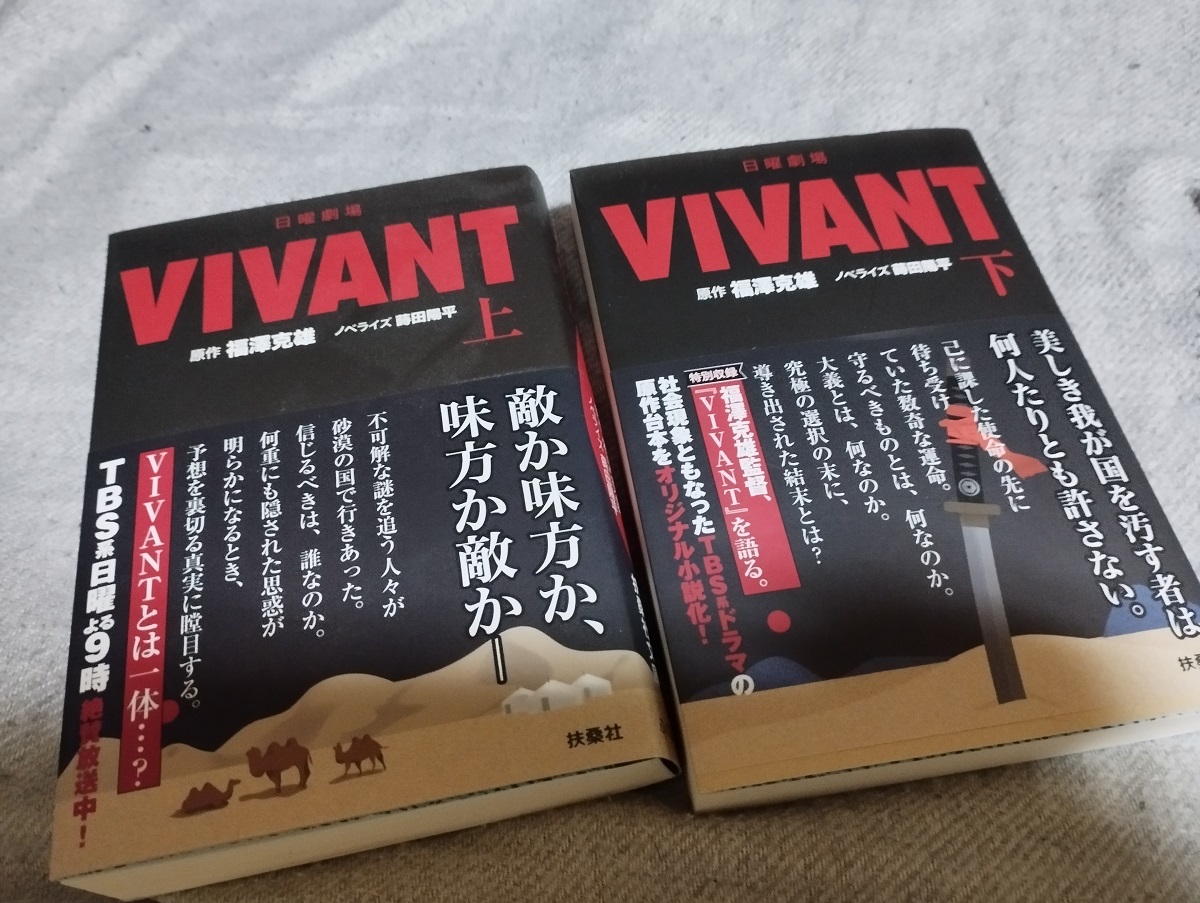 日曜劇場
VIVANT
上
原作 福澤克雄 ノベライズ 蒔田陽平
敵か味方か、
味方か敵か―
不可解な謎を追う人々が
砂漠の国で行きあった。
信じるべきは、誰なのか。
何重にも隠された思惑が
明らかになるとき、
予想を裏切る真実に瞠目する。
VIVANTとは一体…?
TBS系日曜よる9時 絶賛放送中!
扶桑社
日曜劇場
VIVANT
下
原作 福澤克雄 ノベライズ 蒔田陽平
美しき我が国を汚す者は
何人たりとも許さない。
己に課した使命の先に
待ち受け
ていた数奇な運命。
守るべきものとは、何なのか。
大義とは、何なのか。
究極の選択の末に、
導き出された結末とは?
特別収録
福澤克雄監督、
『VIVANT』を語る。
社会現象ともなったTBS系ドラマの
原作台本をオリジナル小説化!
扶